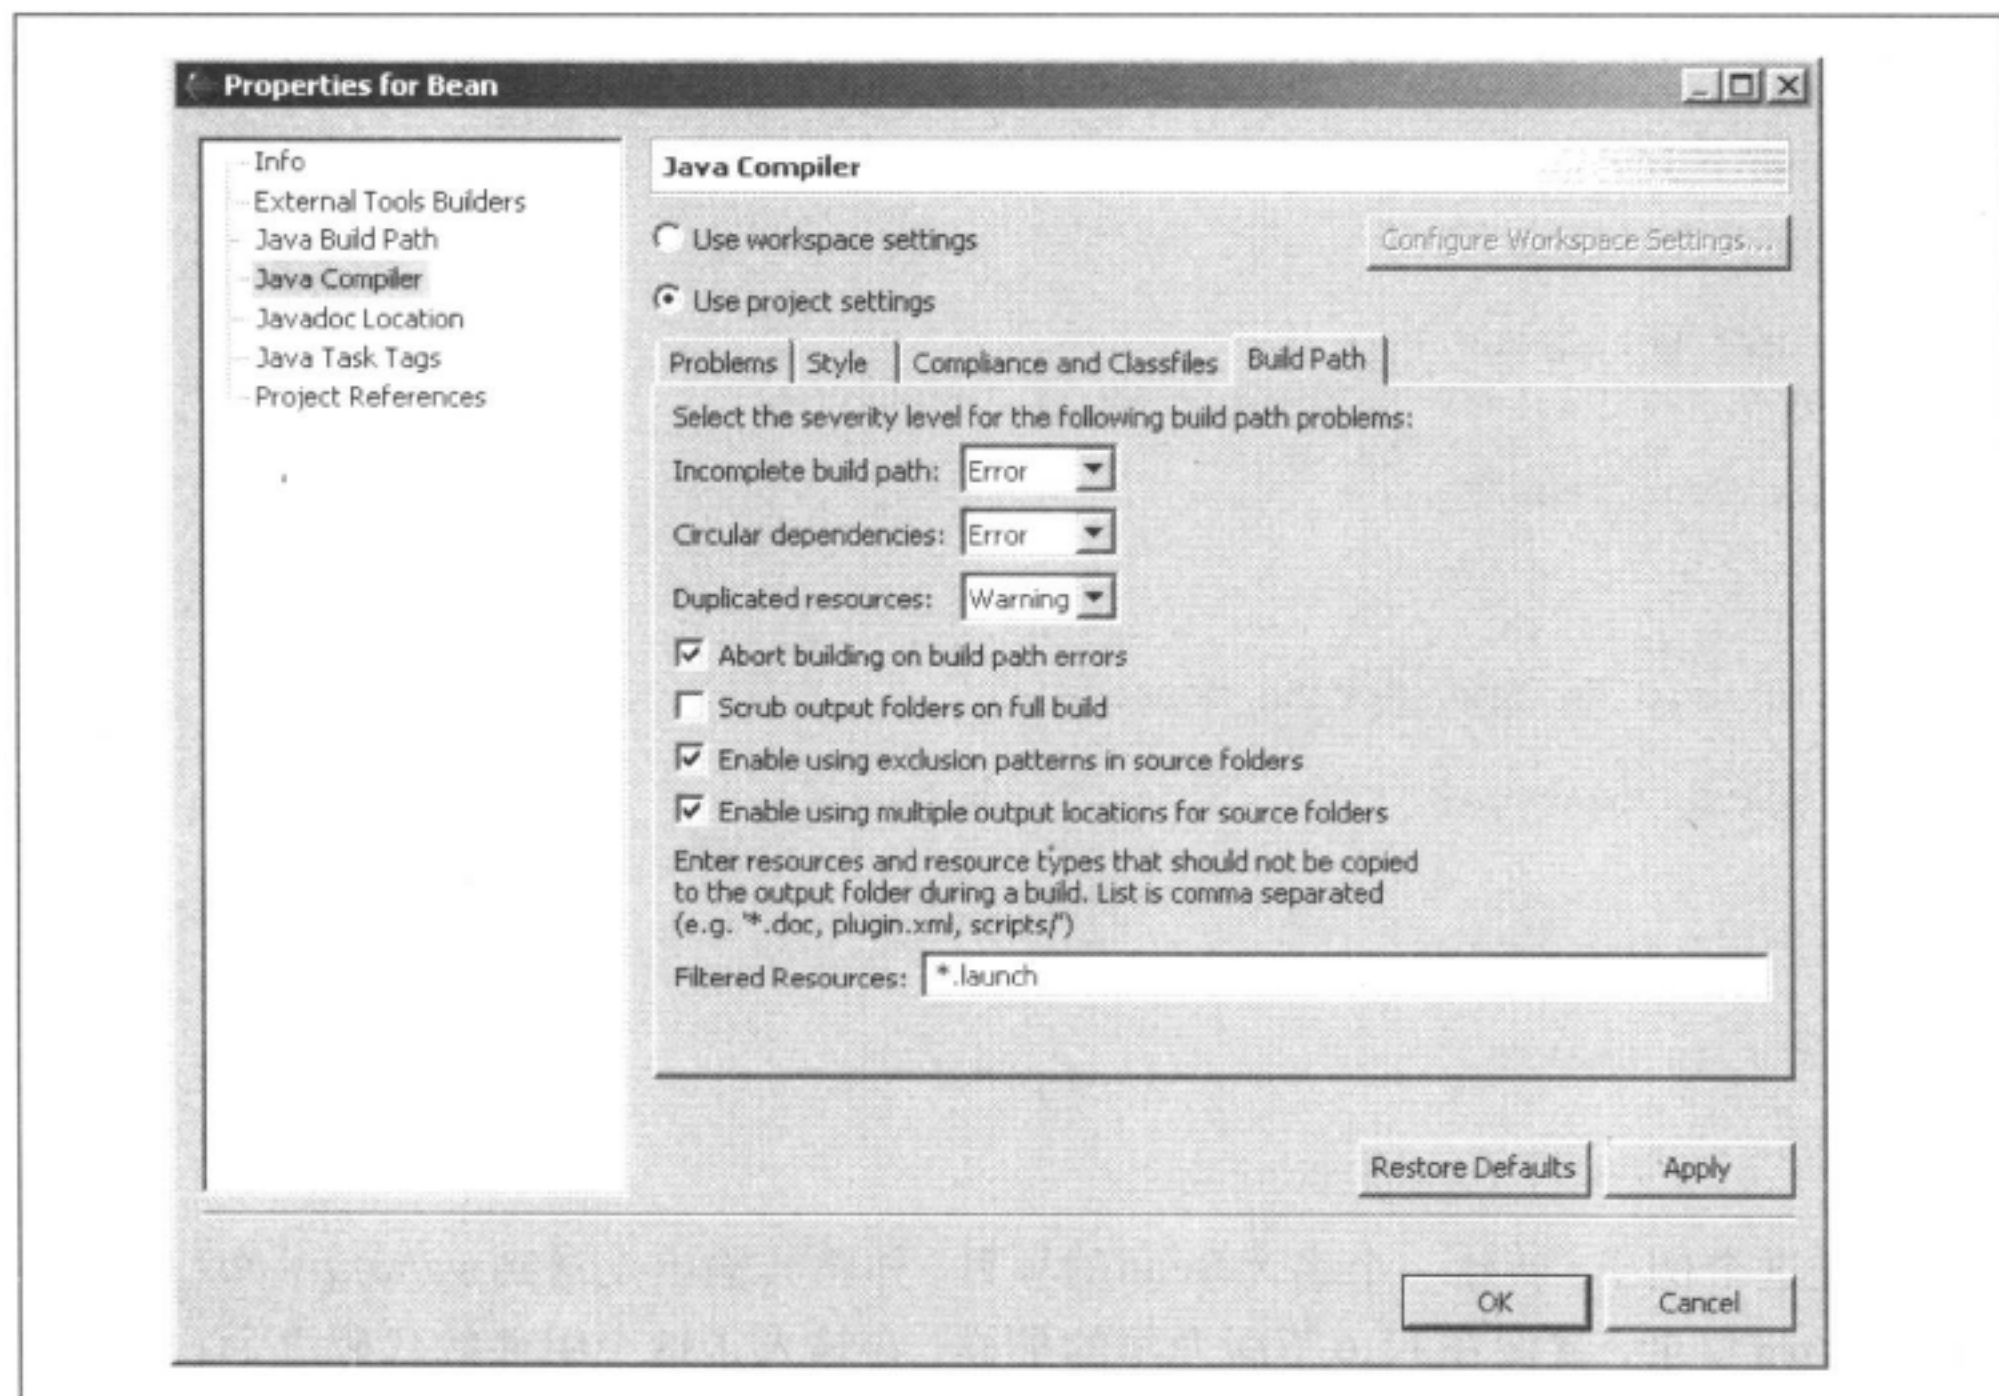 Properties for Bean
Info
External Tools Builders
Java Build Path
Java Compiler
Javadoc Location
Java Task Tags
Project References
Java Compiler
Use workspace settings
Configure Workspace Settings...
Use project settings
Problems Style Compliance and Classfiles Build Path
Select the severity level for the following build path problems:
Incomplete build path: Error
Circular dependencies: Error
Duplicated resources: Warning
Abort building on build path errors
Scrub output folders on full build
Enable using exclusion patterns in source folders
Enable using multiple output locations for source folders
Enter resources and resource types that should not be copied
to the output folder during a build. List is comma separated
(e.g. '*.doc, plugin.xml, scripts/')
Filtered Resources: *.launch
Restore Defaults Apply
OK Cancel